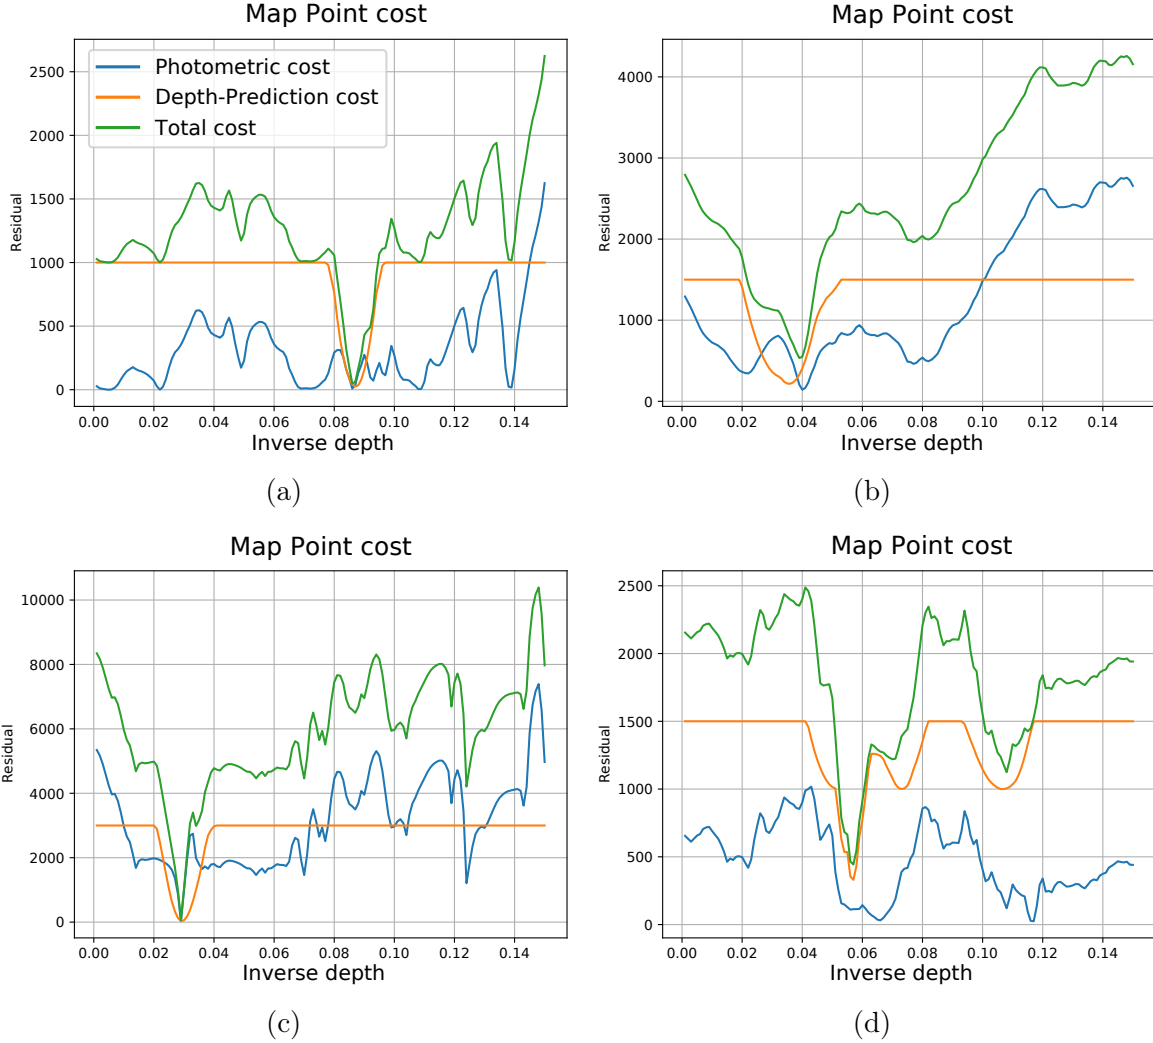 Map Point cost
Photometric cost
Depth-Prediction cost
Total cost
Residual
2500
2000
1500
1000
500
0
0.00 0.02 0.04 0.06 0.08 0.10 0.12 0.14
Inverse depth
(a)
Map Point cost
Residual
4000
3000
2000
1000
0
0.00 0.02 0.04 0.06 0.08 0.10 0.12 0.14
Inverse depth
(b)
Map Point cost
Residual
10000
8000
6000
4000
2000
0
0.00 0.02 0.04 0.06 0.08 0.10 0.12 0.14
Inverse depth
(c)
Map Point cost
Residual
2500
2000
1500
1000
500
0
0.00 0.02 0.04 0.06 0.08 0.10 0.12 0.14
Inverse depth
(d)